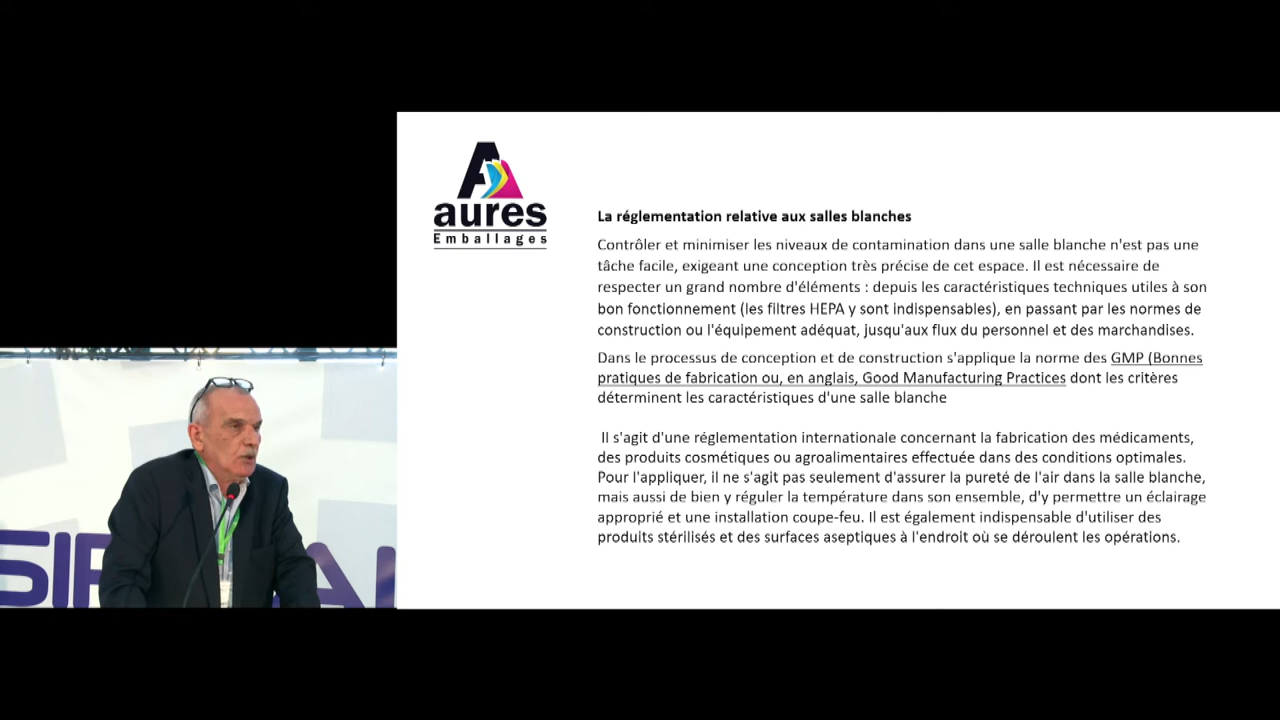 aures
Emballages
La réglementation relative aux salles blanches
Contrôler et minimiser les niveaux de contamination dans une salle blanche n'est pas une
tâche facile, exigeant une conception très précise de cet espace. Il est nécessaire de
respecter un grand nombre d'éléments : depuis les caractéristiques techniques utiles à son
bon fonctionnement (les filtres HEPA y sont indispensables), en passant par les normes de
construction ou l'équipement adéquat, jusqu'aux flux du personnel et des marchandises.
Dans le processus de conception et de construction s'applique la norme des GMP (Bonnes
pratiques de fabrication ou, en anglais, Good Manufacturing Practices dont les critères
déterminent les caractéristiques d'une salle blanche
Il s'agit d'une réglementation internationale concernant la fabrication des médicaments,
des produits cosmétiques ou agroalimentaires effectuée dans des conditions optimales.
Pour l'appliquer, il ne s'agit pas seulement d'assurer la pureté de l'air dans la salle blanche,
mais aussi de bien y réguler la température dans son ensemble, d'y permettre un éclairage
approprié et une installation coupe-feu. Il est également indispensable d'utiliser des
produits stérilisés et des surfaces aseptiques à l'endroit où se déroulent les opérations.